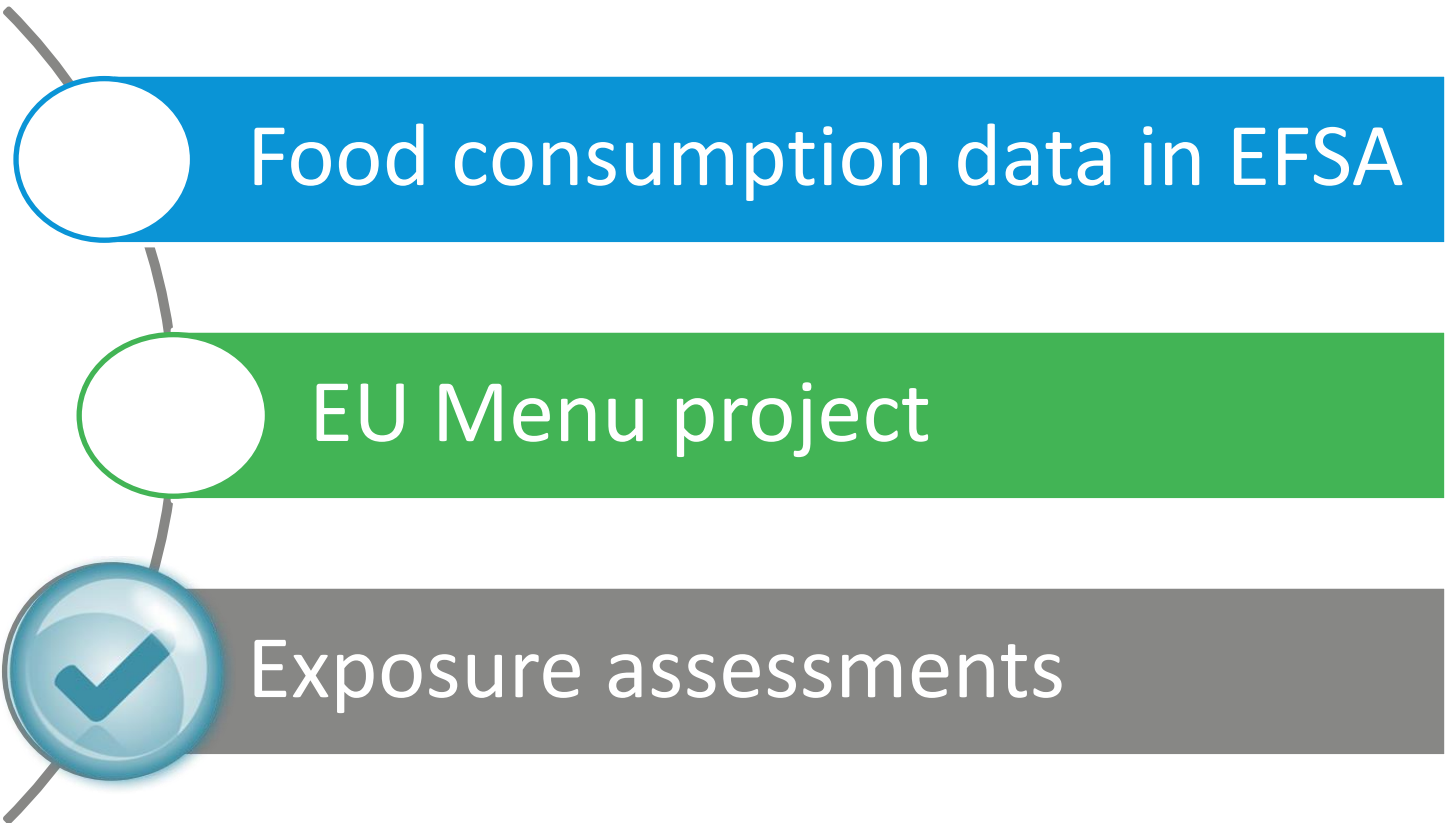 Food consumption data in EFSA
EU Menu project
Exposure assessments